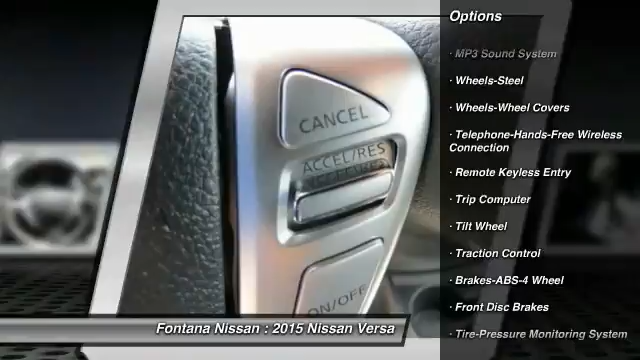 Options
· MP3 Sound System
· Wheels-Steel
· Wheels-Wheel Covers
· Telephone-Hands-Free Wireless
Connection
· Remote Keyless Entry
· Trip Computer
· Tilt Wheel
· Traction Control
· Brakes-ABS-4 Wheel
· Front Disc Brakes
· Tire-Pressure Monitoring System
CANCEL
ACCEL/RES
ON/OFF
Fontana Nissan : 2015 Nissan Versa